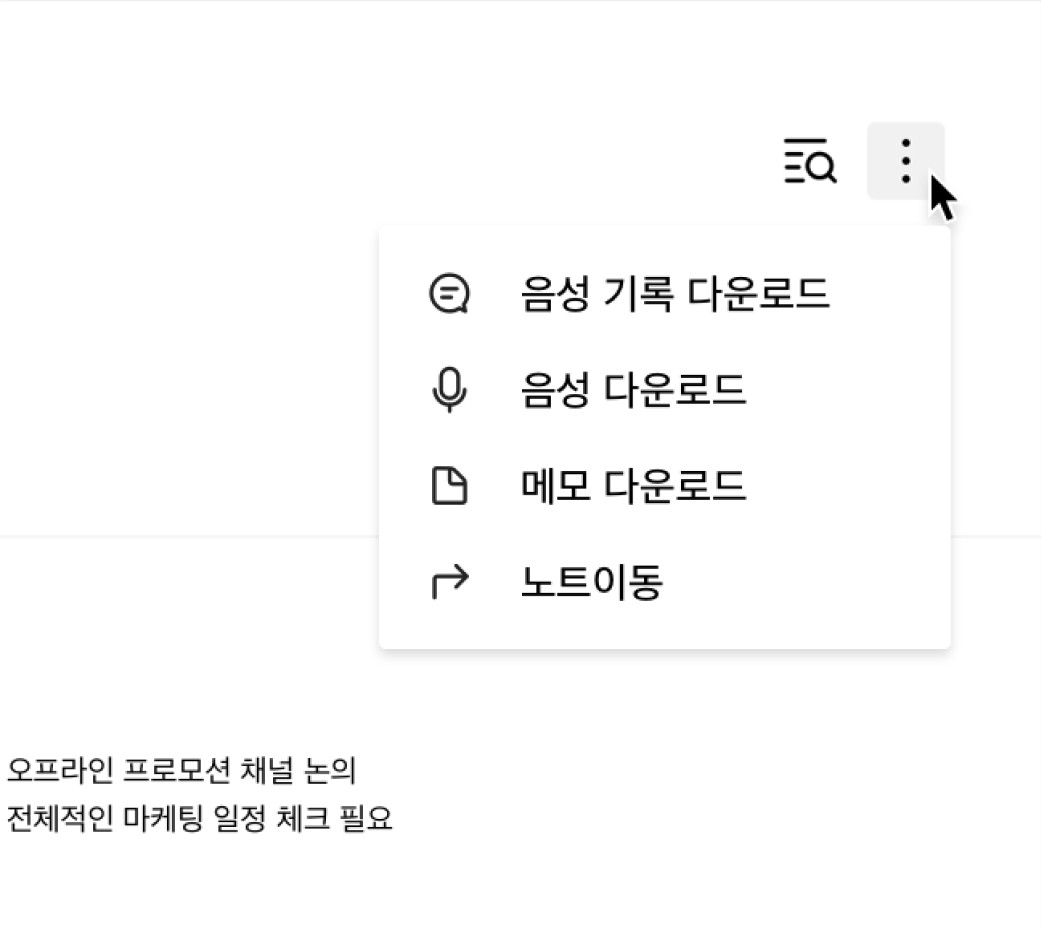 음성 기록 다운로드
음성 다운로드
메모 다운로드
노트이동
오프라인 프로모션 채널 논의
전체적인 마케팅 일정 체크 필요